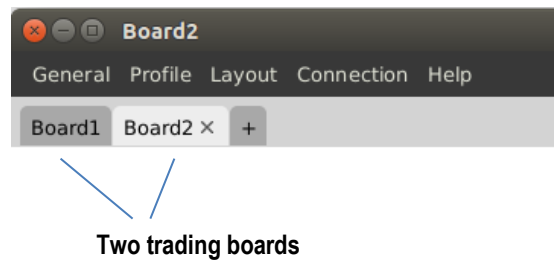 Board2
General Profile Layout Connection Help
Board1 Board2 × +
Two trading boards